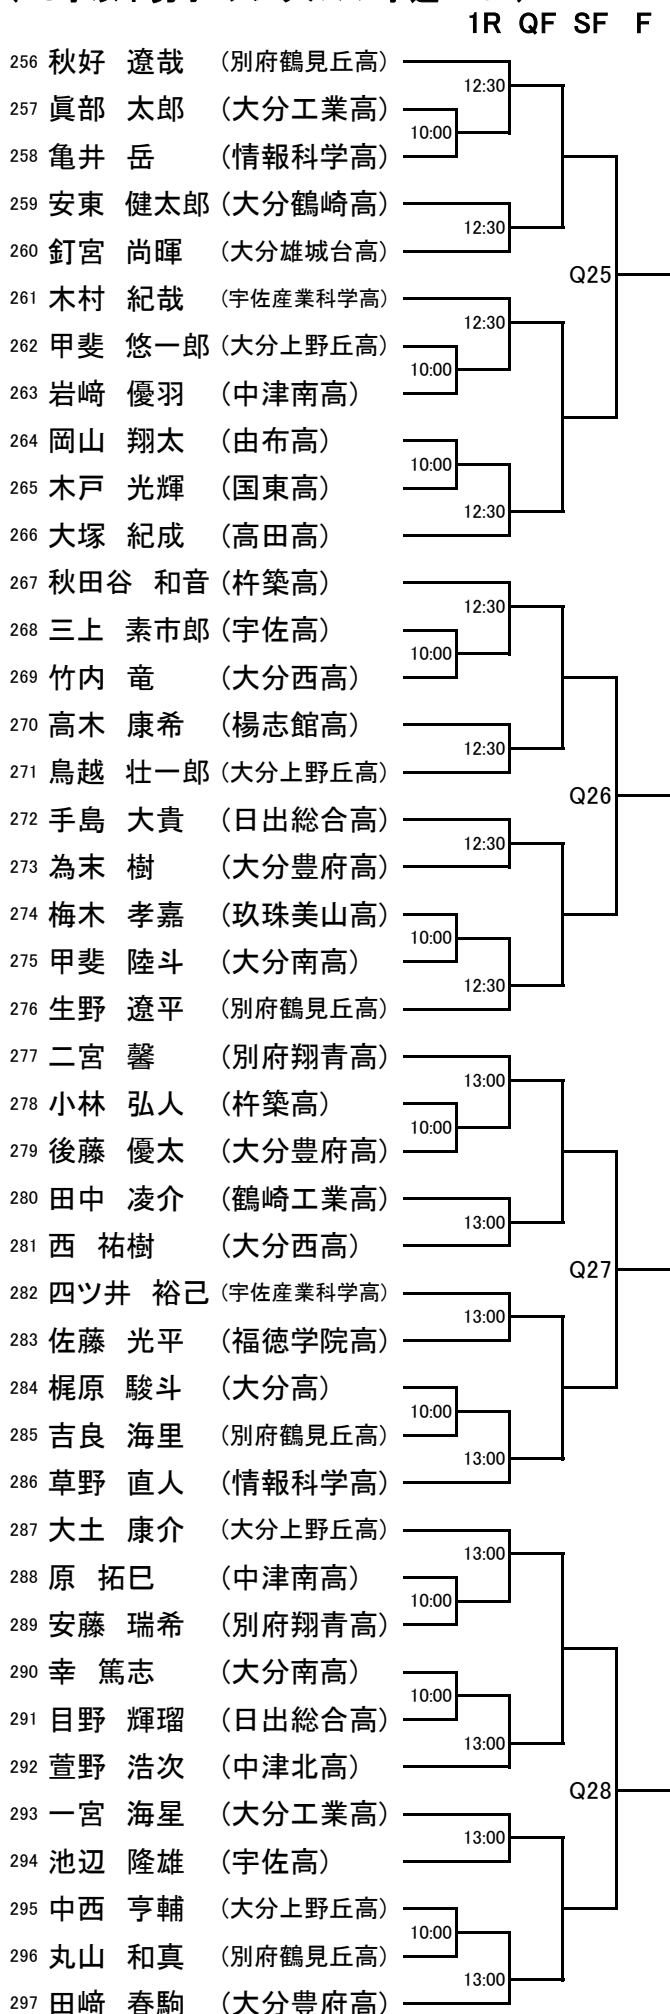 1R QF SF F
256 秋好 遼哉 (別府鶴見丘高)
12:30
257 眞部 太郎 (大分工業高)
10:00
258 亀井 岳 (情報科学高)
259 安東 健太郎 (大分鶴崎高)
12:30
260 釘宮 尚暉 (大分雄城台高)
Q25
261 木村 紀哉 (宇佐産業科学高)
12:30
262 甲斐 悠一郎 (大分上野丘高)
10:00
263 岩﨑 優羽 (中津南高)
264 岡山 翔太 (由布高)
10:00
265 木戸 光輝 (国東高)
12:30
266 大塚 紀成 (高田高)
267 秋田谷 和音 (杵築高)
12:30
268 三上 素市郎 (宇佐高)
10:00
269 竹内 竜 (大分西高)
270 高木 康希 (楊志館高)
12:30
271 鳥越 壮一郎 (大分上野丘高)
Q26
272 手島 大貴 (日出総合高)
12:30
273 為末 樹 (大分豊府高)
274 梅木 孝嘉 (玖珠美山高)
10:00
275 甲斐 陸斗 (大分南高)
12:30
276 生野 遼平 (別府鶴見丘高)
277 二宮 馨 (別府翔青高)
13:00
278 小林 弘人 (杵築高)
10:00
279 後藤 優太 (大分豊府高)
280 田中 凌介 (鶴崎工業高)
13:00
281 西 祐樹 (大分西高)
Q27
282 四ツ井 裕己 (宇佐産業科学高)
13:00
283 佐藤 光平 (福徳学院高)
284 梶原 駿斗 (大分高)
10:00
285 吉良 海里 (別府鶴見丘高)
13:00
286 草野 直人 (情報科学高)
287 大土 康介 (大分上野丘高)
13:00
288 原 拓巳 (中津南高)
10:00
289 安藤 瑞希 (別府翔青高)
290 幸 篤志 (大分南高)
10:00
291 目野 輝瑠 (日出総合高)
13:00
292 萱野 浩次 (中津北高)
Q28
293 一宮 海星 (大分工業高)
13:00
294 池辺 隆雄 (宇佐高)
295 中西 亨輔 (大分上野丘高)
10:00
296 丸山 和真 (別府鶴見丘高)
13:00
297 田﨑 春駒 (大分豊府高)